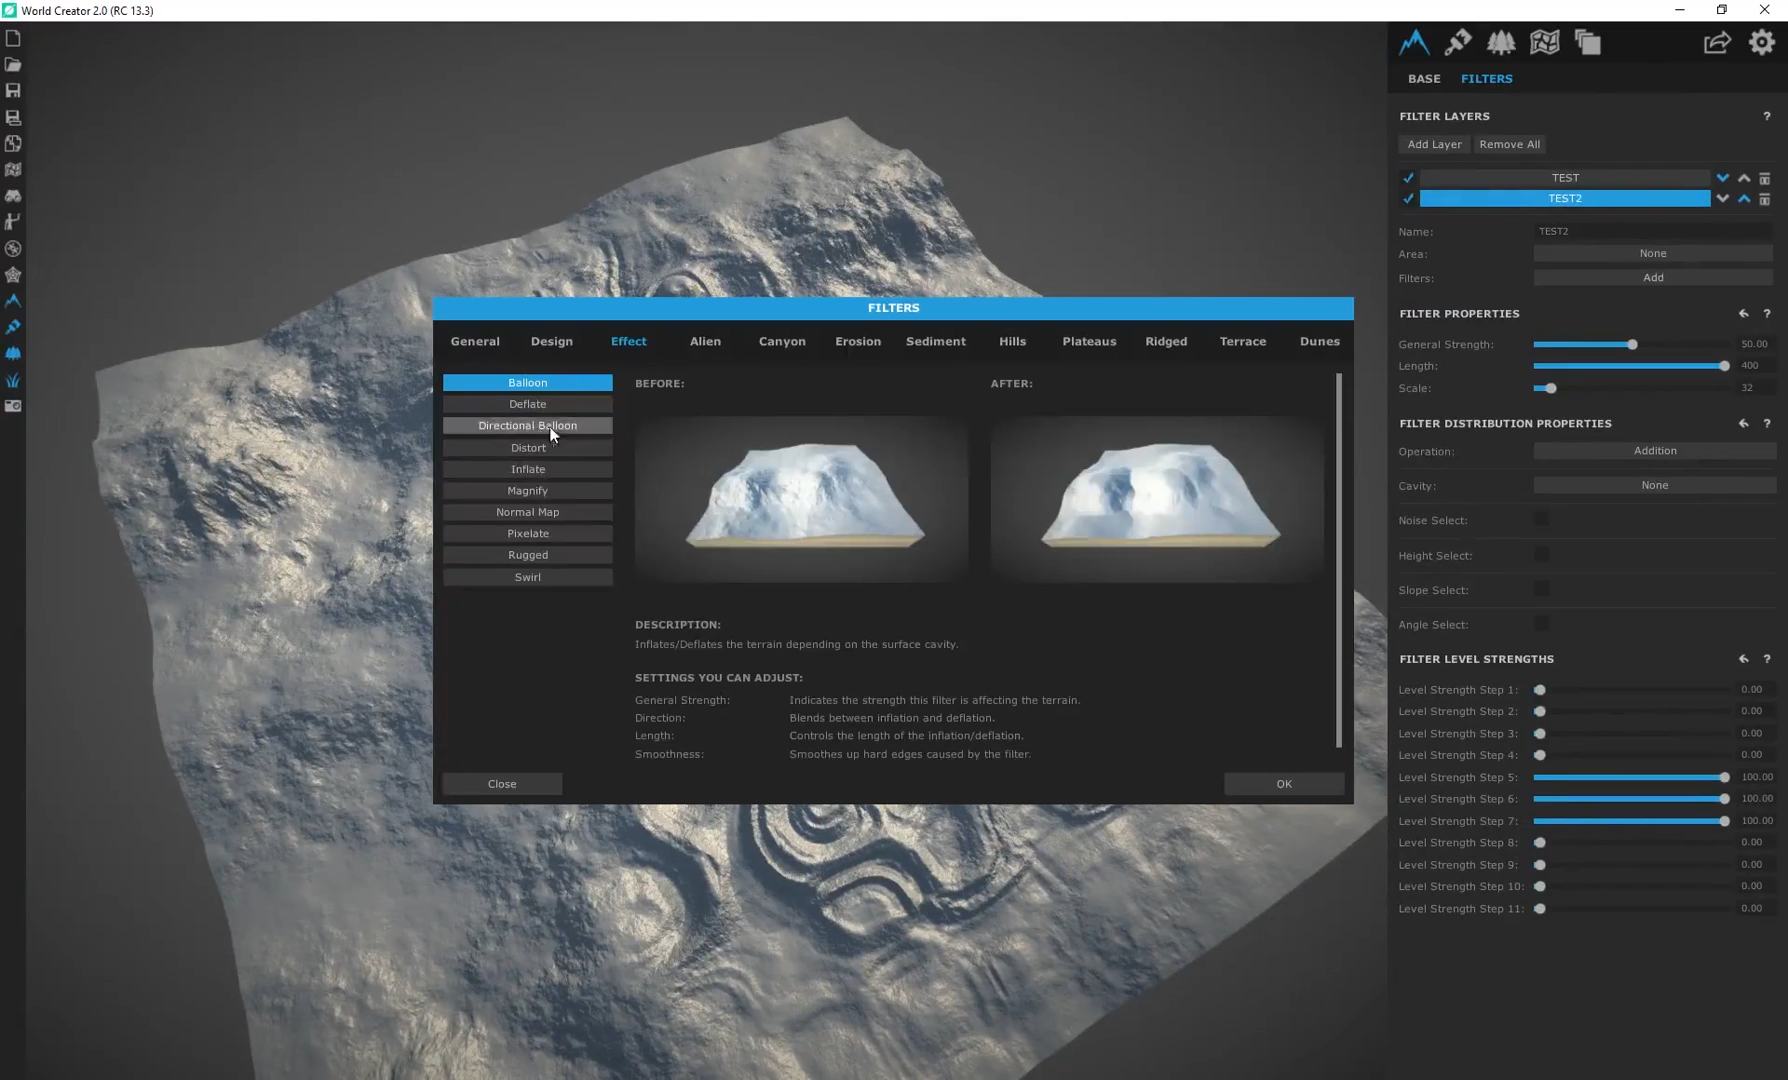 World Creator 2.0 (RC 13.3)
BASE FILTERS
FILTER LAYERS ?
Add Layer Remove All
TEST
TEST2
Name: TEST2
Area: None
Filters: Add
FILTER PROPERTIES ?
General Strength: 50.00
Length: 400
Scale: 32
FILTER DISTRIBUTION PROPERTIES ?
Operation: Addition
Cavity: None
Noise Select:
Height Select:
Slope Select:
Angle Select:
FILTER LEVEL STRENGTHS ?
Level Strength Step 1: 0.00
Level Strength Step 2: 0.00
Level Strength Step 3: 0.00
Level Strength Step 4: 0.00
Level Strength Step 5: 100.00
Level Strength Step 6: 100.00
Level Strength Step 7: 100.00
Level Strength Step 8: 0.00
Level Strength Step 9: 0.00
Level Strength Step 10: 0.00
Level Strength Step 11: 0.00
FILTERS
General Design Effect Alien Canyon Erosion Sediment Hills Plateaus Ridged Terrace Dunes
Balloon
Deflate
Directional Balloon
Distort
Inflate
Magnify
Normal Map
Pixelate
Rugged
Swirl
BEFORE: AFTER:
DESCRIPTION:
Inflates/Deflates the terrain depending on the surface cavity.
SETTINGS YOU CAN ADJUST:
General Strength: Indicates the strength this filter is affecting the terrain.
Direction: Blends between inflation and deflation.
Length: Controls the length of the inflation/deflation.
Smoothness: Smoothes up hard edges caused by the filter.
Close OK